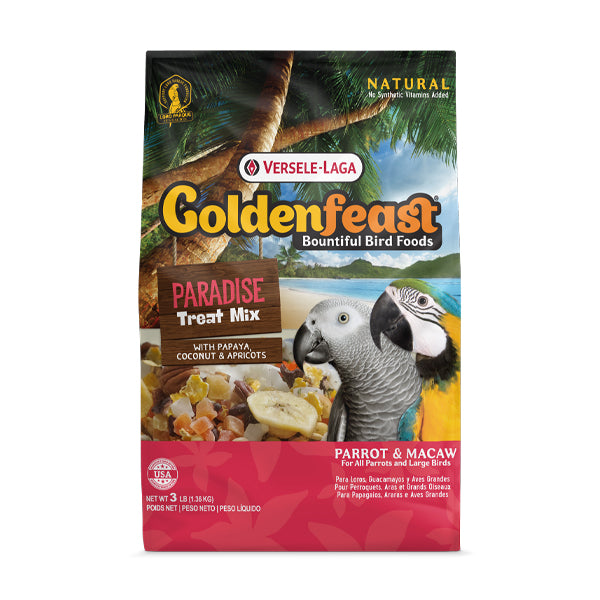 NATURAL
No Synthetic Vitamins Added
LORO PARQUE
VERSELE-LAGA
Goldenfeast®
Bountiful Bird Foods
PARADISE
Treat Mix
WITH PAPAYA,
COCONUT & APRICOTS
PARROT & MACAW
For All Parrots and Large Birds
Para Loros, Guacamayos y Aves Grandes
Pour Perroquets, Aras et Grands Oiseaux
Para Papagaios, Araras e Aves Grandes
USA
NET WT 3 LB (1.36 KG)
POIDS NET | PESO NETO | PESO LÍQUIDO